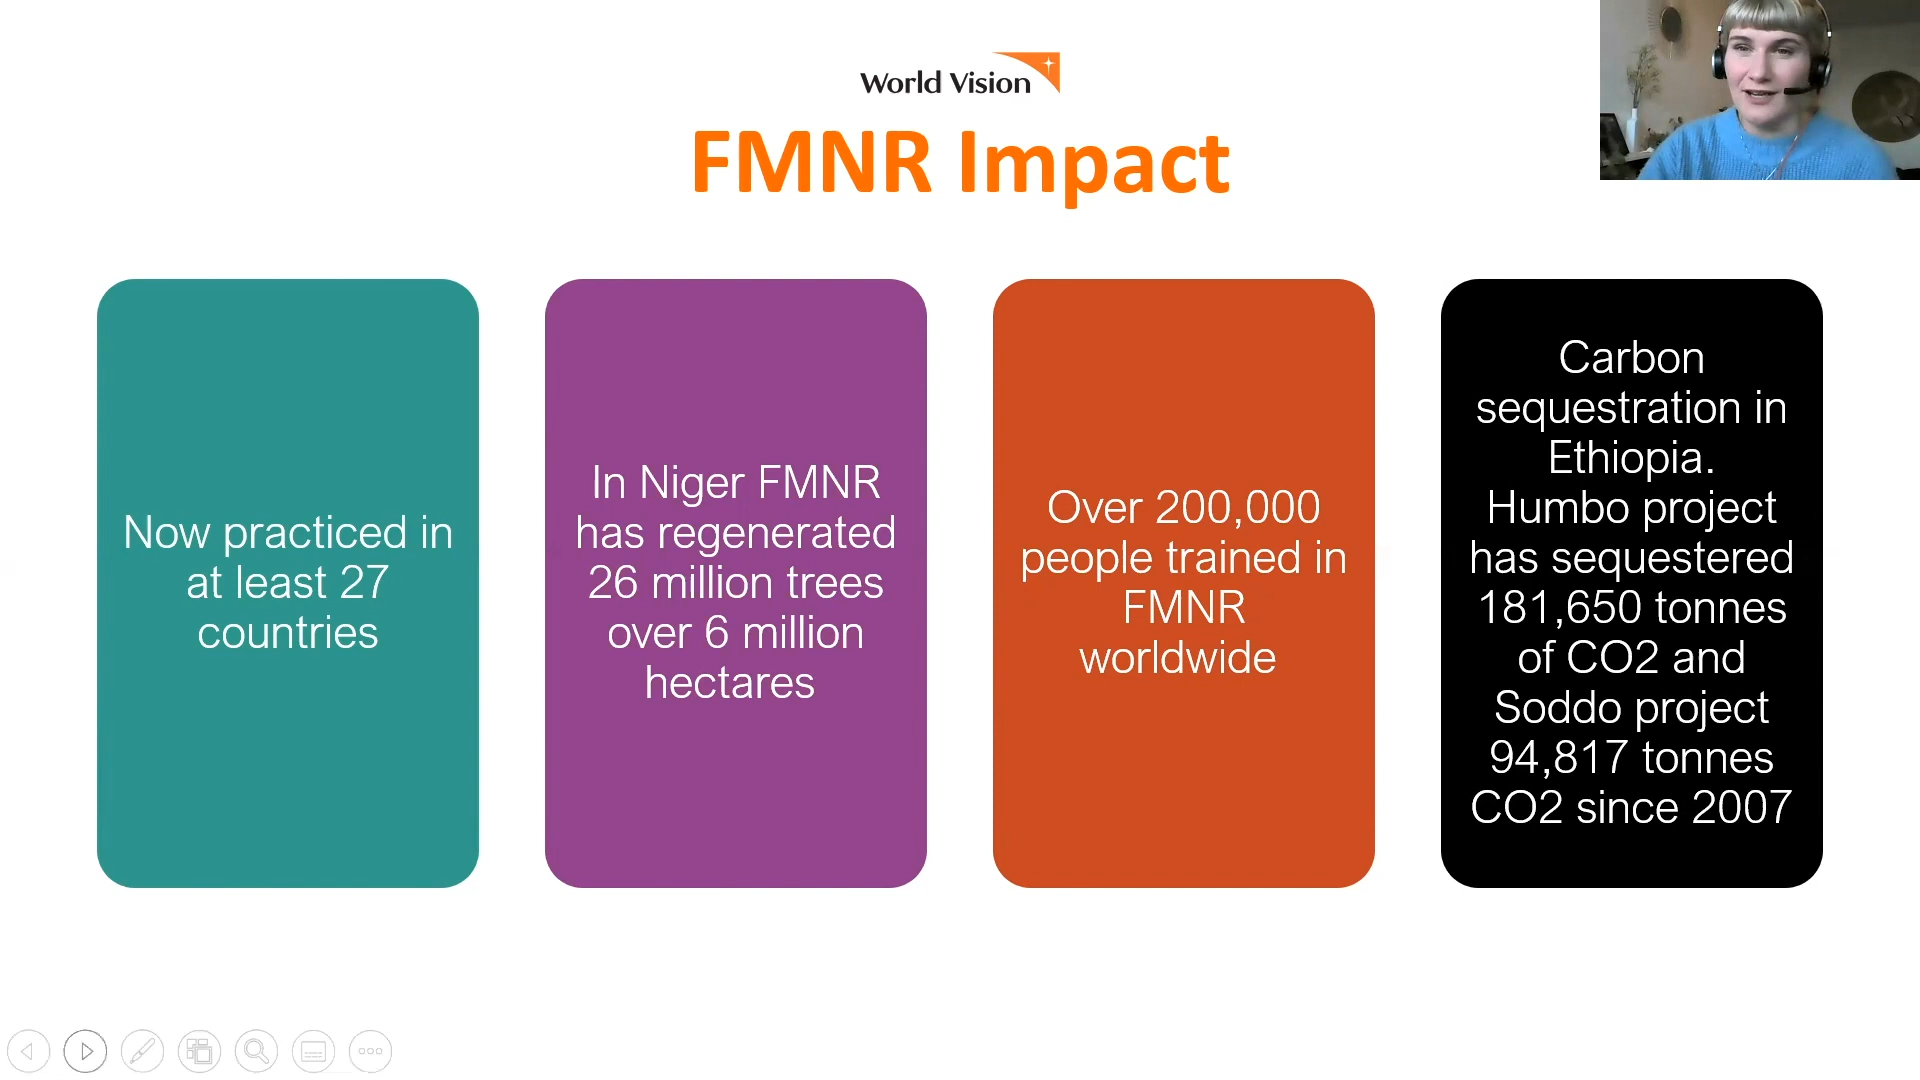 World Vision
FMNR Impact
Now practiced in
at least 27
countries
In Niger FMNR
has regenerated
26 million trees
over 6 million
hectares
Over 200,000
people trained in
FMNR
worldwide
Carbon
sequestration in
Ethiopia.
Humbo project
has sequestered
181,650 tonnes
of CO2 and
Soddo project
94,817 tonnes
CO2 since 2007